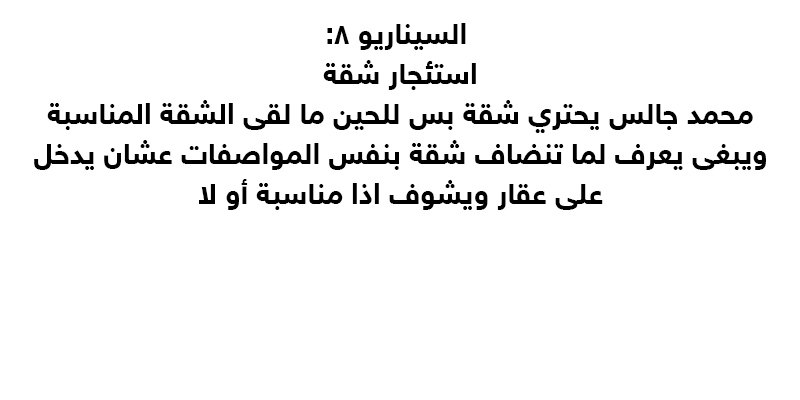 السيناريو ٨:
استئجار شقة
محمد جالس يحتري شقة بس للحين ما لقى الشقة المناسبة
ويبغى يعرف لما تنضاف شقة بنفس المواصفات عشان يدخل
على عقار ويشوف اذا مناسبة أو لا